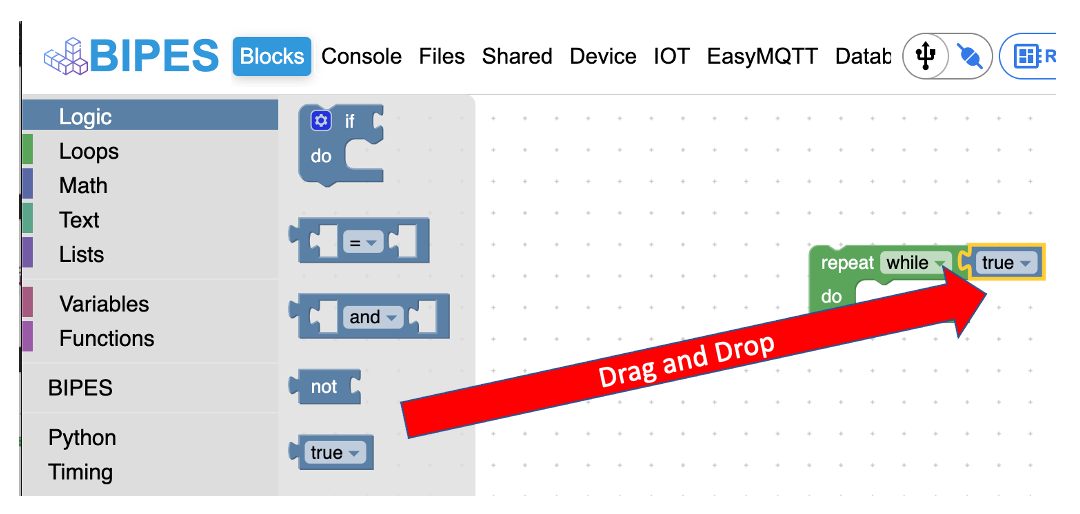 BIPES Blocks Console Files Shared Device IOT EasyMQTT Datab R
Logic
Loops
Math
Text
Lists
Variables
Functions
BIPES
Python
Timing
if
do
=
and
not
true
repeat while true
do
Drag and Drop